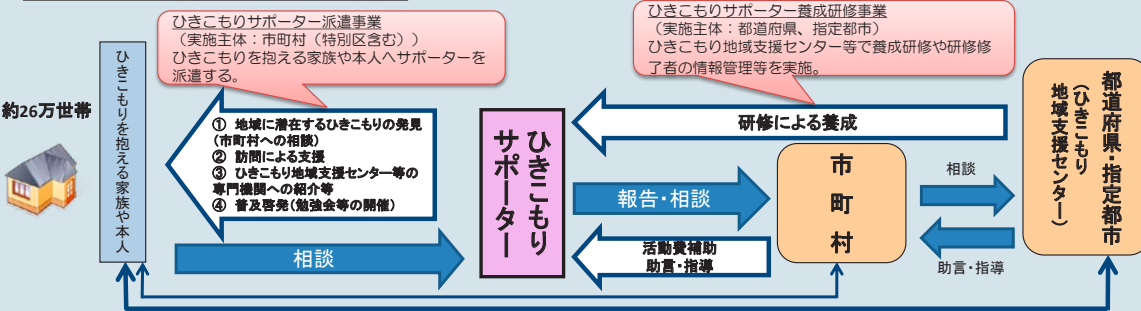 ひきこもりサポーター派遣事業
（実施主体：市町村（特別区含む））
ひきこもりを抱える家族や本人へサポーターを
派遣する。
ひきこもりサポーター養成研修事業
（実施主体：都道府県、指定都市）
ひきこもり地域支援センター等で養成研修や研修修
了者の情報管理等を実施。
約26万世帯
ひきこもりを抱える家族や本人
① 地域に潜在するひきこもりの発見
(市町村への相談)
② 訪問による支援
③ ひきこもり地域支援センター等の
専門機関への紹介等
④ 普及啓発(勉強会等の開催)
相談
ひきこもり
サポーター
研修による養成
報告・相談
活動費補助
助言・指導
市町村
相談
助言・指導
都道府県・指定都市
（ひきこもり
地域支援センター）